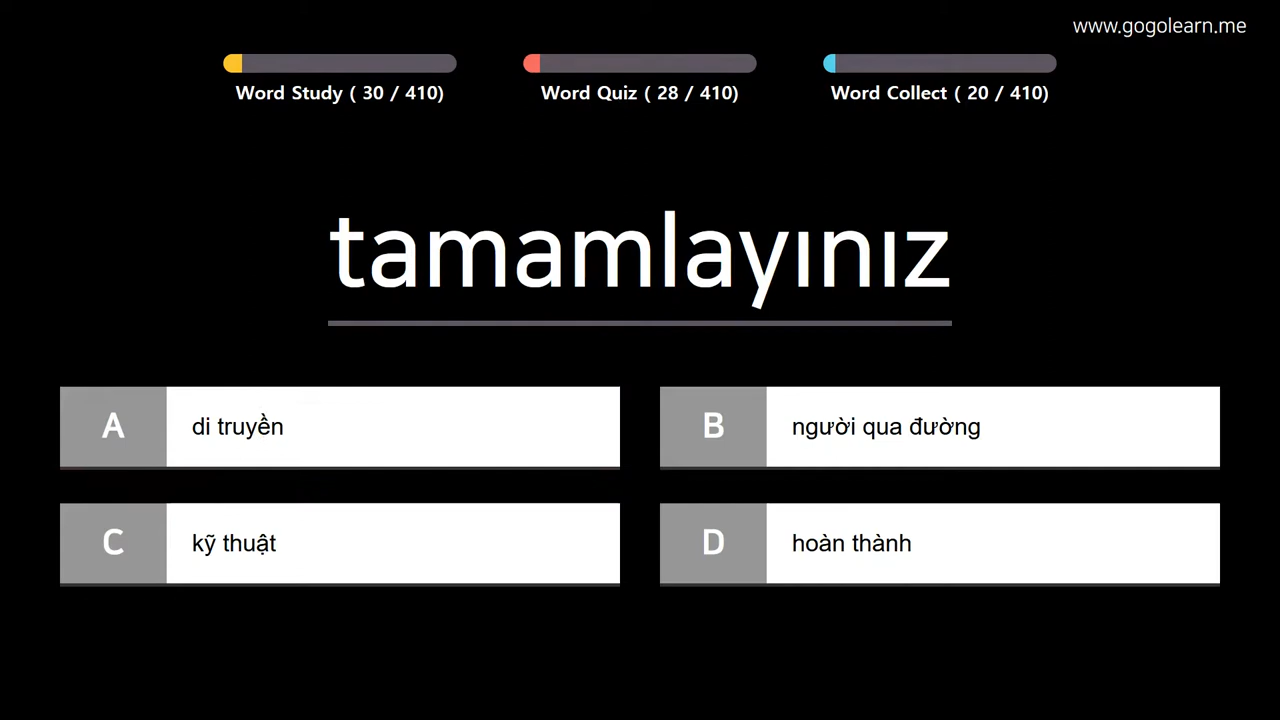 www.gogolearn.me
Word Study ( 30 / 410)
Word Quiz ( 28 / 410)
Word Collect ( 20 / 410)
tamamlayınız
A
di truyền
B
người qua đường
C
kỹ thuật
D
hoàn thành